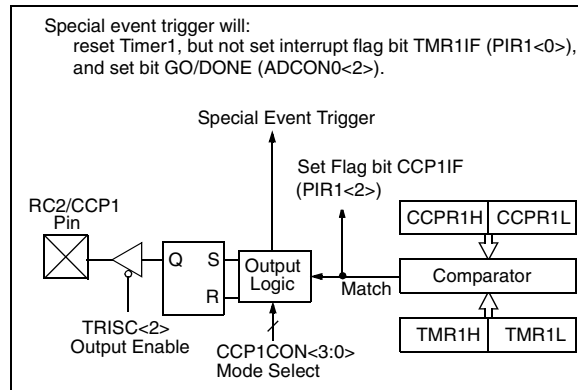 Special event trigger will:
reset Timer1, but not set interrupt flag bit TMR1IF (PIR1<0>),
and set bit GO/DONE (ADCON0<2>).
Special Event Trigger
Set Flag bit CCP1IF
(PIR1<2>)
RC2/CCP1
Pin
CCPR1H CCPR1L
Q S
R
Output
Logic
Match
Comparator
TRISC<2>
Output Enable
CCP1CON<3:0>
Mode Select
TMR1H TMR1L